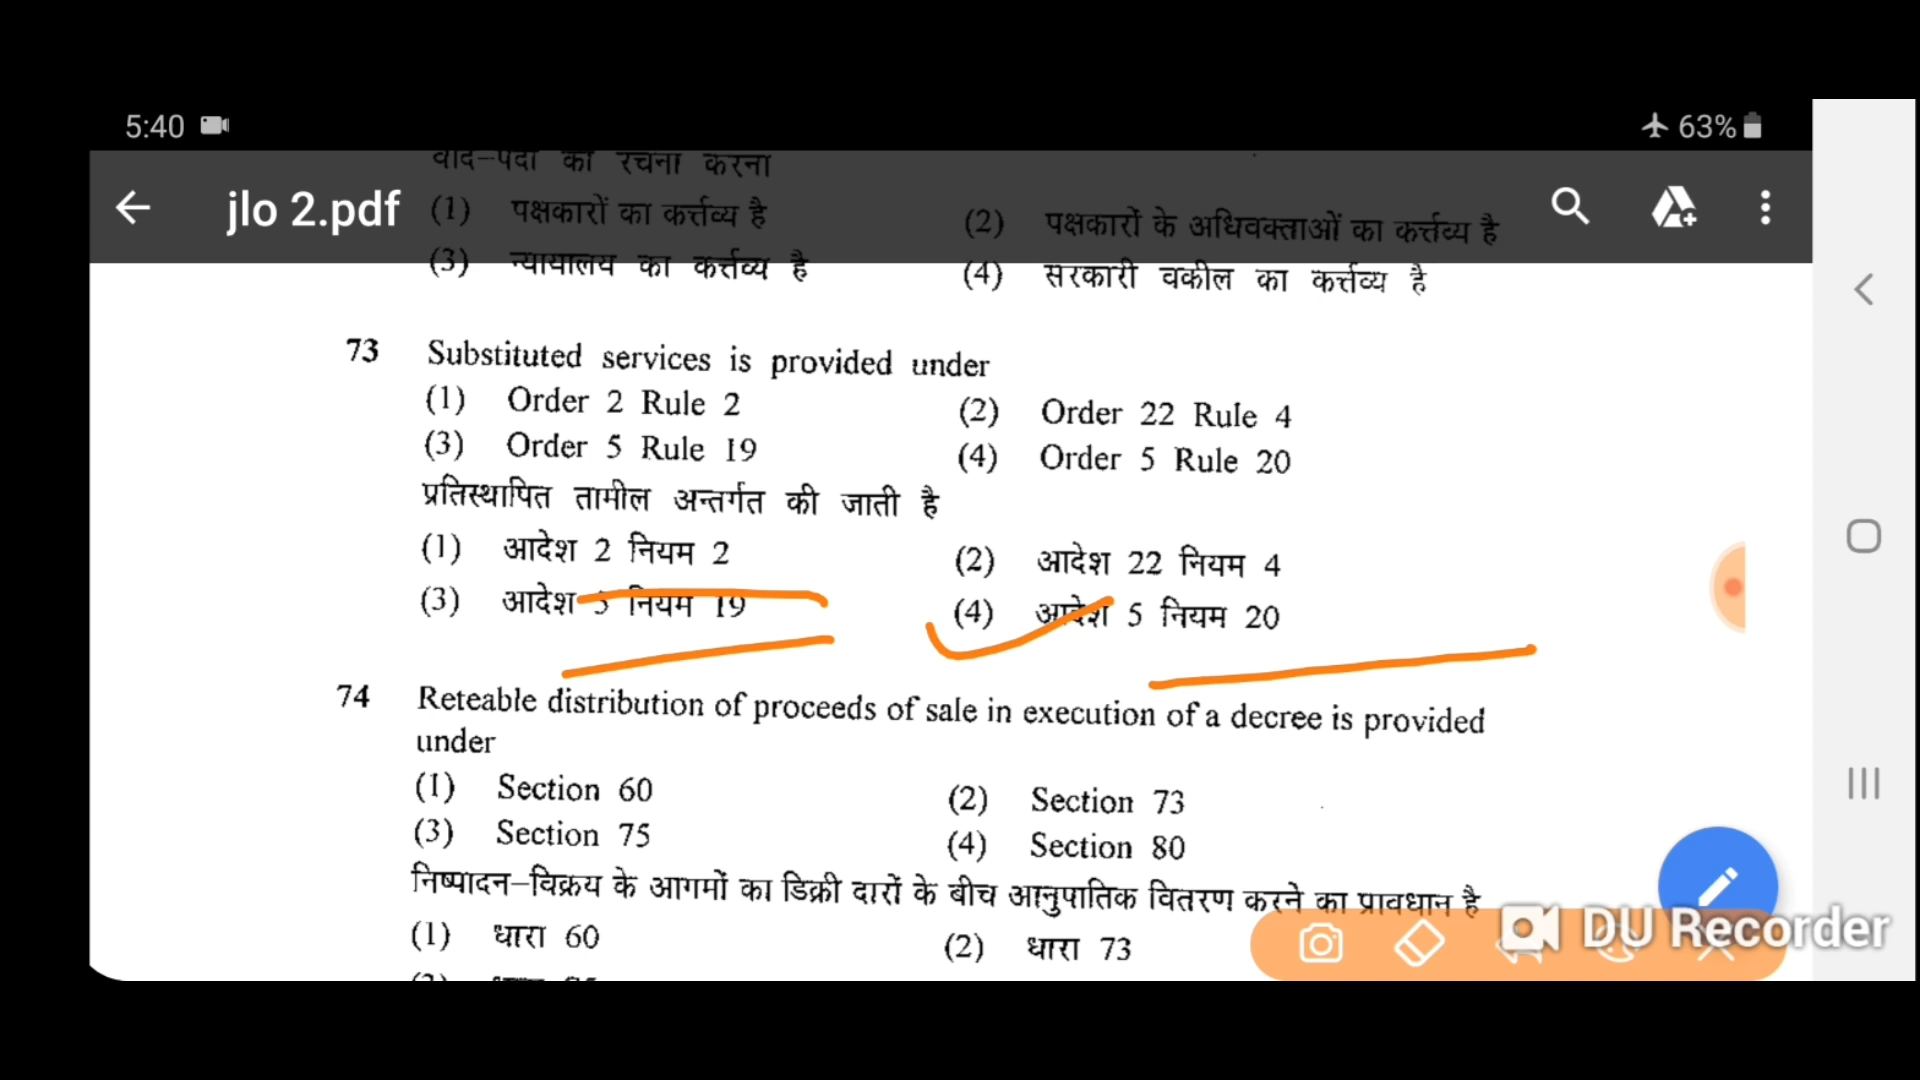 5:40 63%
वाद-पदों की रचना करना
jlo 2.pdf
(1) पक्षकारों का कर्त्तव्य है (2) पक्षकारों के अधिवक्ताओं का कर्त्तव्य है
(3) न्यायालय का कर्त्तव्य है (4) सरकारी वकील का कर्त्तव्य है
73 Substituted services is provided under
(1) Order 2 Rule 2 (2) Order 22 Rule 4
(3) Order 5 Rule 19 (4) Order 5 Rule 20
प्रतिस्थापित तामील अन्तर्गत की जाती है
(1) आदेश 2 नियम 2 (2) आदेश 22 नियम 4
(3) आदेश 5 नियम 19 (4) आदेश 5 नियम 20
74 Reteable distribution of proceeds of sale in execution of a decree is provided
under
(1) Section 60 (2) Section 73
(3) Section 75 (4) Section 80
निष्पादन-विक्रय के आगमों का डिक्री दारों के बीच आनुपातिक वितरण करने का प्रावधान है
(1) धारा 60 (2) धारा 73
DU Recorder